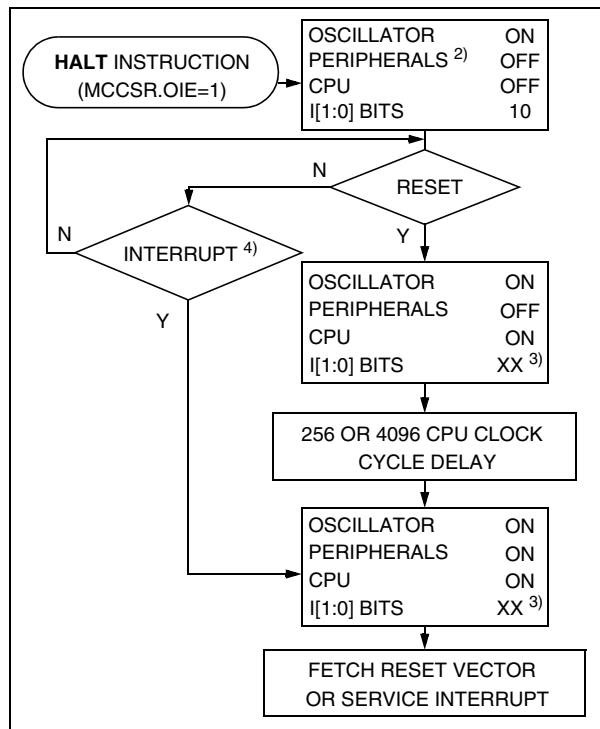 HALT INSTRUCTION
(MCCSR.OIE=1)
OSCILLATOR ON
PERIPHERALS 2) OFF
CPU OFF
I[1:0] BITS 10
N
RESET
N
INTERRUPT 4)
Y
Y
OSCILLATOR ON
PERIPHERALS OFF
CPU ON
I[1:0] BITS XX 3)
256 OR 4096 CPU CLOCK
CYCLE DELAY
OSCILLATOR ON
PERIPHERALS ON
CPU ON
I[1:0] BITS XX 3)
FETCH RESET VECTOR
OR SERVICE INTERRUPT